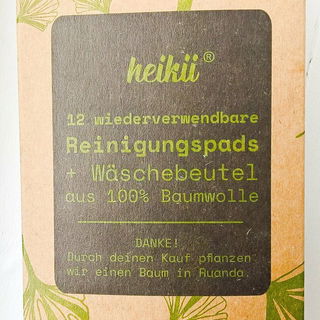 heikii®
12 wiederverwendbare
Reinigungspads
+ Wäschebeutel
aus 100% Baumwolle
DANKE!
Durch deinen Kauf pflanzen
wir einen Baum in Ruanda.